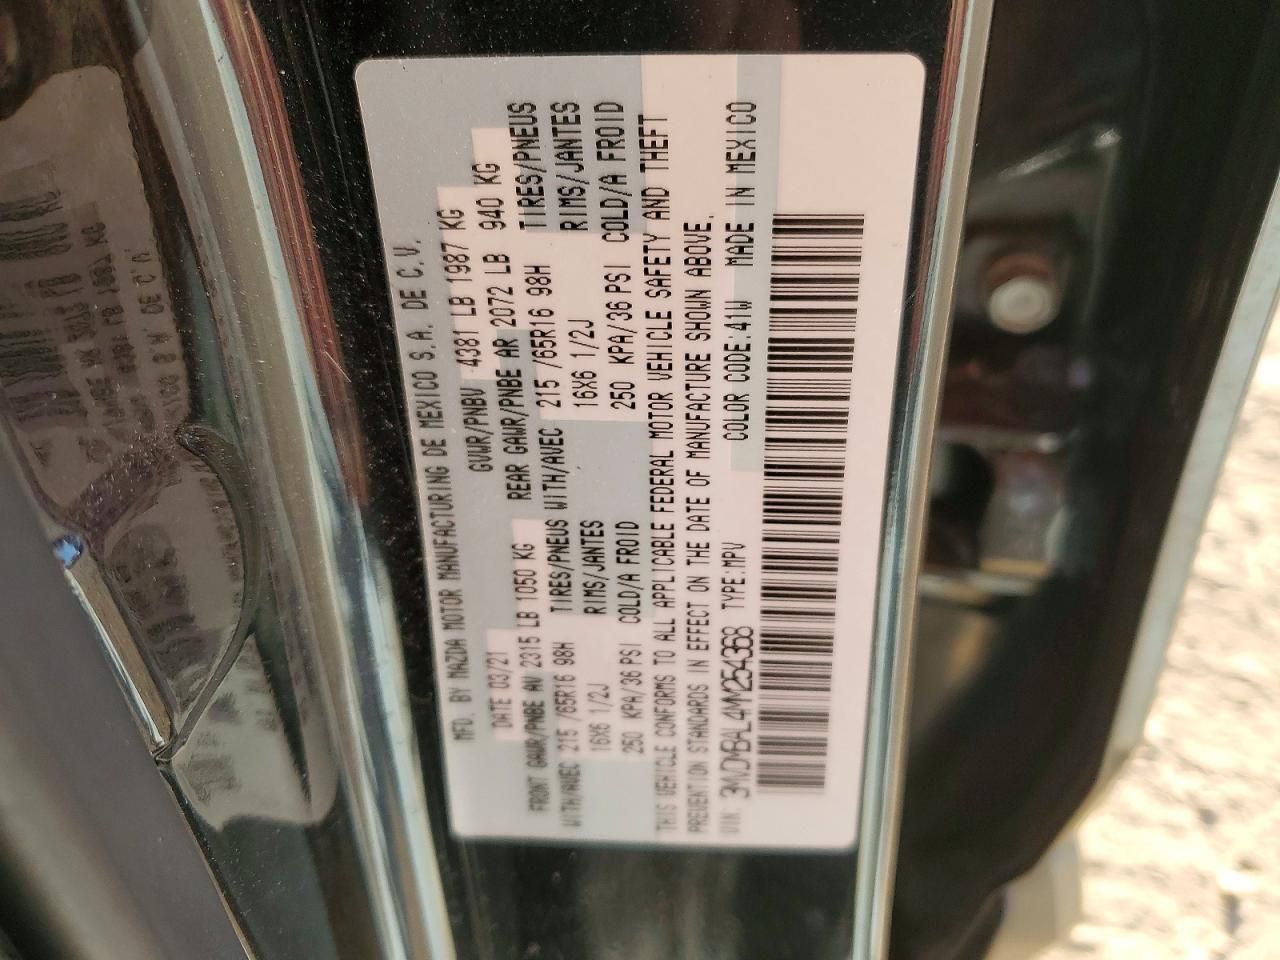 MFD. BY MAZDA MOTOR MANUFACTURING DE MEXICO S.A. DE C.V.
DATE 03/21 GVWR/PNBV 4381 LB 1987 KG
FRONT GAWR/PNBE AV 2315 LB 1050 KG REAR GAWR/PNBE AR 2072 LB 940 KG
WITH/AVEC 215 /65R16 98H TIRES/PNEUS WITH/AVEC 215 /65R16 98H TIRES/PNEUS
16X6 1/2J RIMS/JANTES 16X6 1/2J RIMS/JANTES
250 KPA/36 PSI COLD/A FROID 250 KPA/36 PSI COLD/A FROID
THIS VEHICLE CONFORMS TO ALL APPLICABLE FEDERAL MOTOR VEHICLE SAFETY AND THEFT
PREVENTION STANDARDS IN EFFECT ON THE DATE OF MANUFACTURE SHOWN ABOVE.
VIN: 3MVDMBAL4MM254368 TYPE:MPV COLOR CODE:41W MADE IN MEXICO